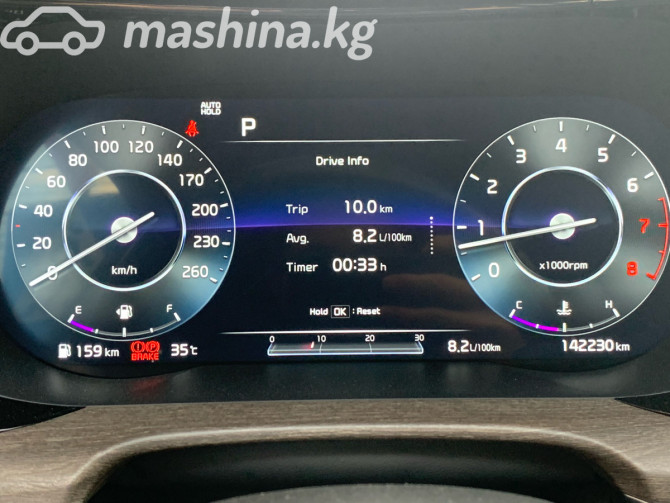 mashina.kg
AUTO HOLD
P
Drive Info
Trip 10.0 km
Avg. 8.2 L/100km
Timer 00:33 h
Hold OK : Reset
0 20 40 60 80 100 120 140 170 200 230 260
km/h
E F
0 1 2 3 4 5 6 7 8
x1000rpm
C H
159 km
BRAKE
35℃
0 10 20 30
8.2 L/100km
142230 km